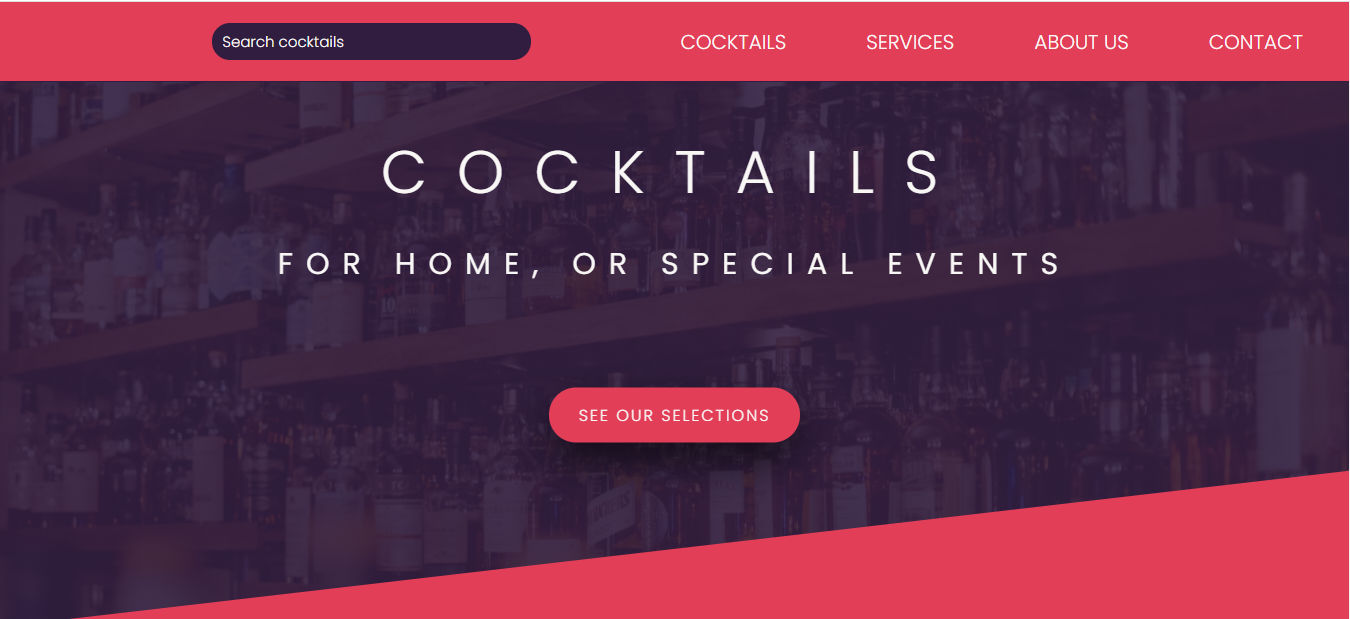 Search cocktails
COCKTAILS
SERVICES
ABOUT US
CONTACT
COCKTAILS
FOR HOME, OR SPECIAL EVENTS
SEE OUR SELECTIONS